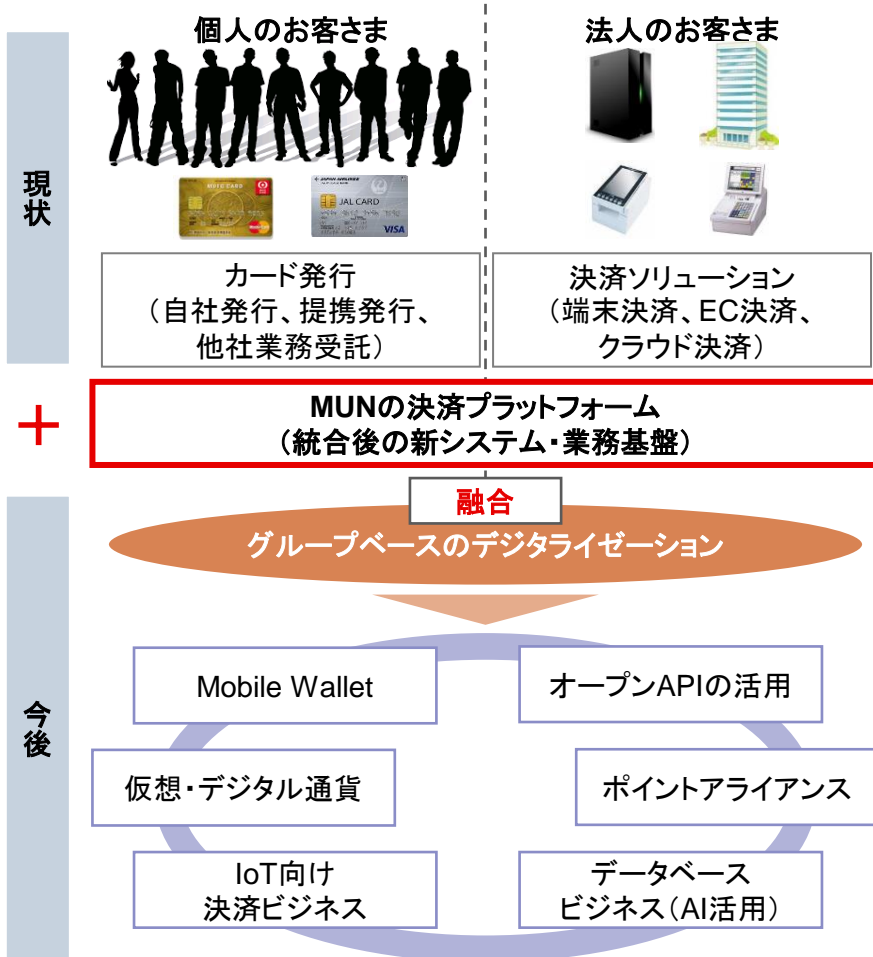 個人のお客さま
法人のお客さま
現状
MUFG CARD
MasterCard
JAPAN AIRLINES
JAL CARD
VISA
カード発行
（自社発行、提携発行、
他社業務受託）
決済ソリューション
（端末決済、EC決済、
クラウド決済）
＋
MUNの決済プラットフォーム
（統合後の新システム・業務基盤）
融合
グループベースのデジタライゼーション
今後
Mobile Wallet
オープンAPIの活用
仮想・デジタル通貨
ポイントアライアンス
IoT向け
決済ビジネス
データベース
ビジネス（AI活用）